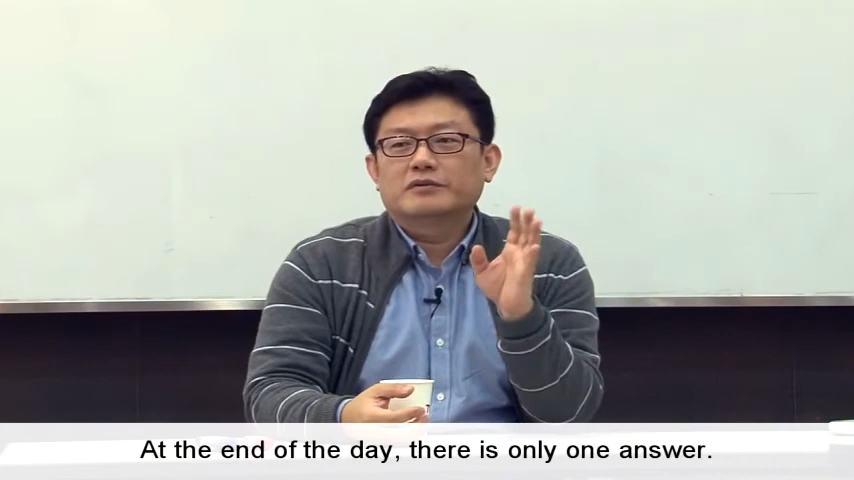 At the end of the day, there is only one answer.